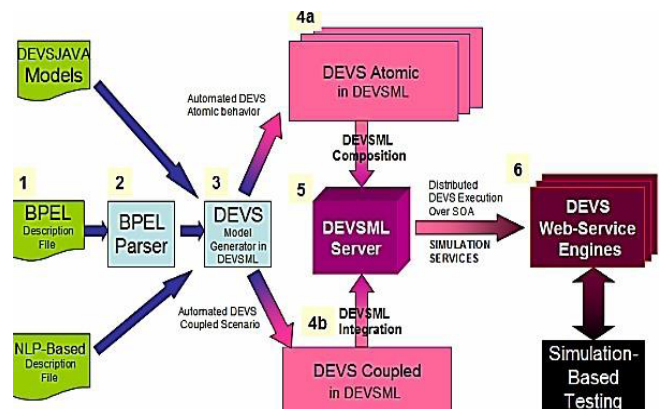 DEVSJAVA
Models
4a
DEVS Atomic
in DEVSML
Automated DEVS
Atomic behavior
DEVSML
Composition
1
BPEL
Description
File
2
BPEL
Parser
3
DEVS
Model
Generator in
DEVSML
5
DEVSML
Server
Distributed
DEVS Execution
Over SOA
SIMULATION
SERVICES
6
DEVS
Web-Service
Engines
NLP-Based
Description
File
Automated DEVS
Coupled Scenario
4b
DEVSML
Integration
DEVS Coupled
in DEVSML
Simulation-
Based
Testing